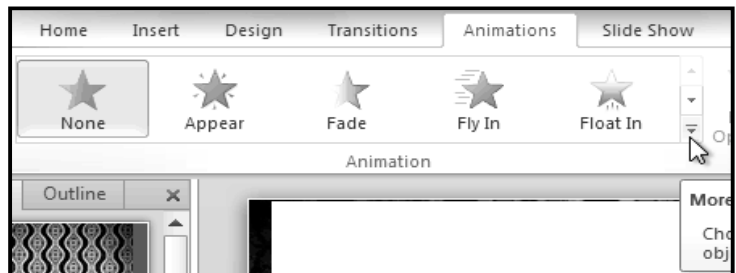 Home Insert Design Transitions Animations Slide Show
None Appear Fade Fly In Float In
Animation
Outline
More